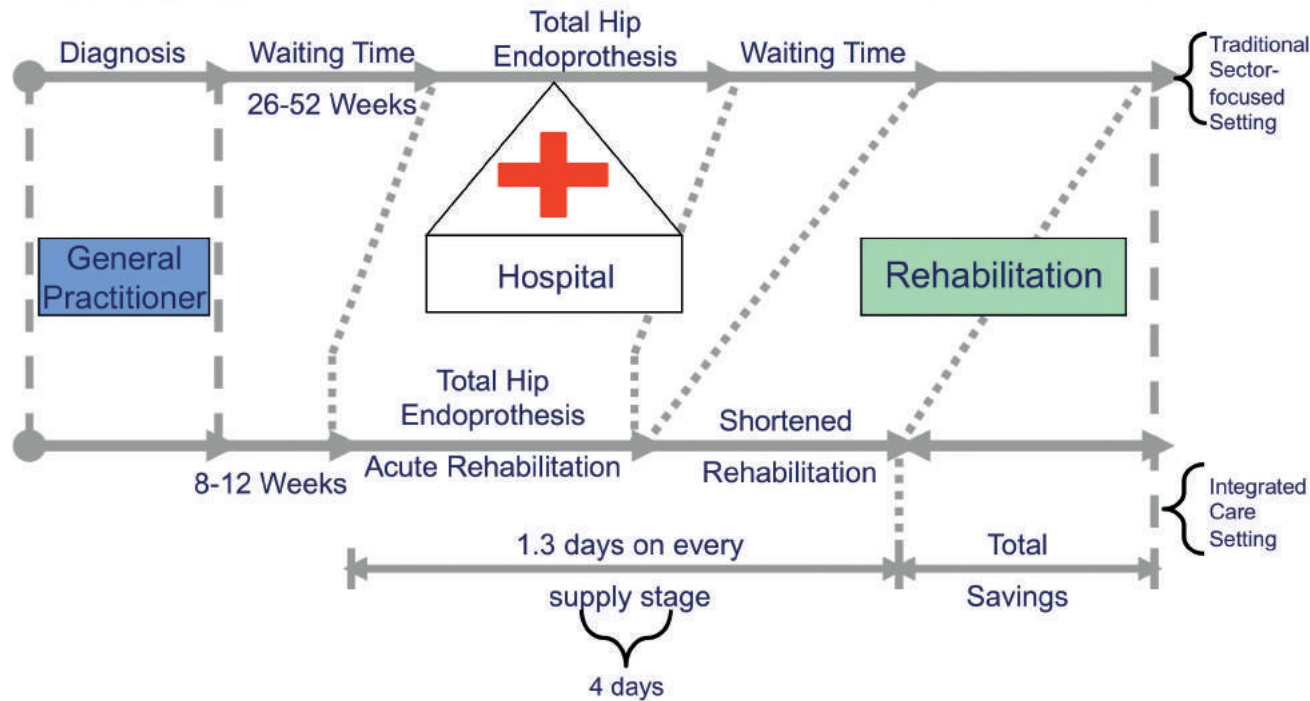 Diagnosis
Waiting Time
26-52 Weeks
Total Hip
Endoprothesis
Waiting Time
Traditional
Sector-
focused
Setting
General
Practitioner
Hospital
Rehabilitation
8-12 Weeks
Total Hip
Endoprothesis
Acute Rehabilitation
Shortened
Rehabilitation
Integrated
Care
Setting
1.3 days on every
supply stage
4 days
Total
Savings